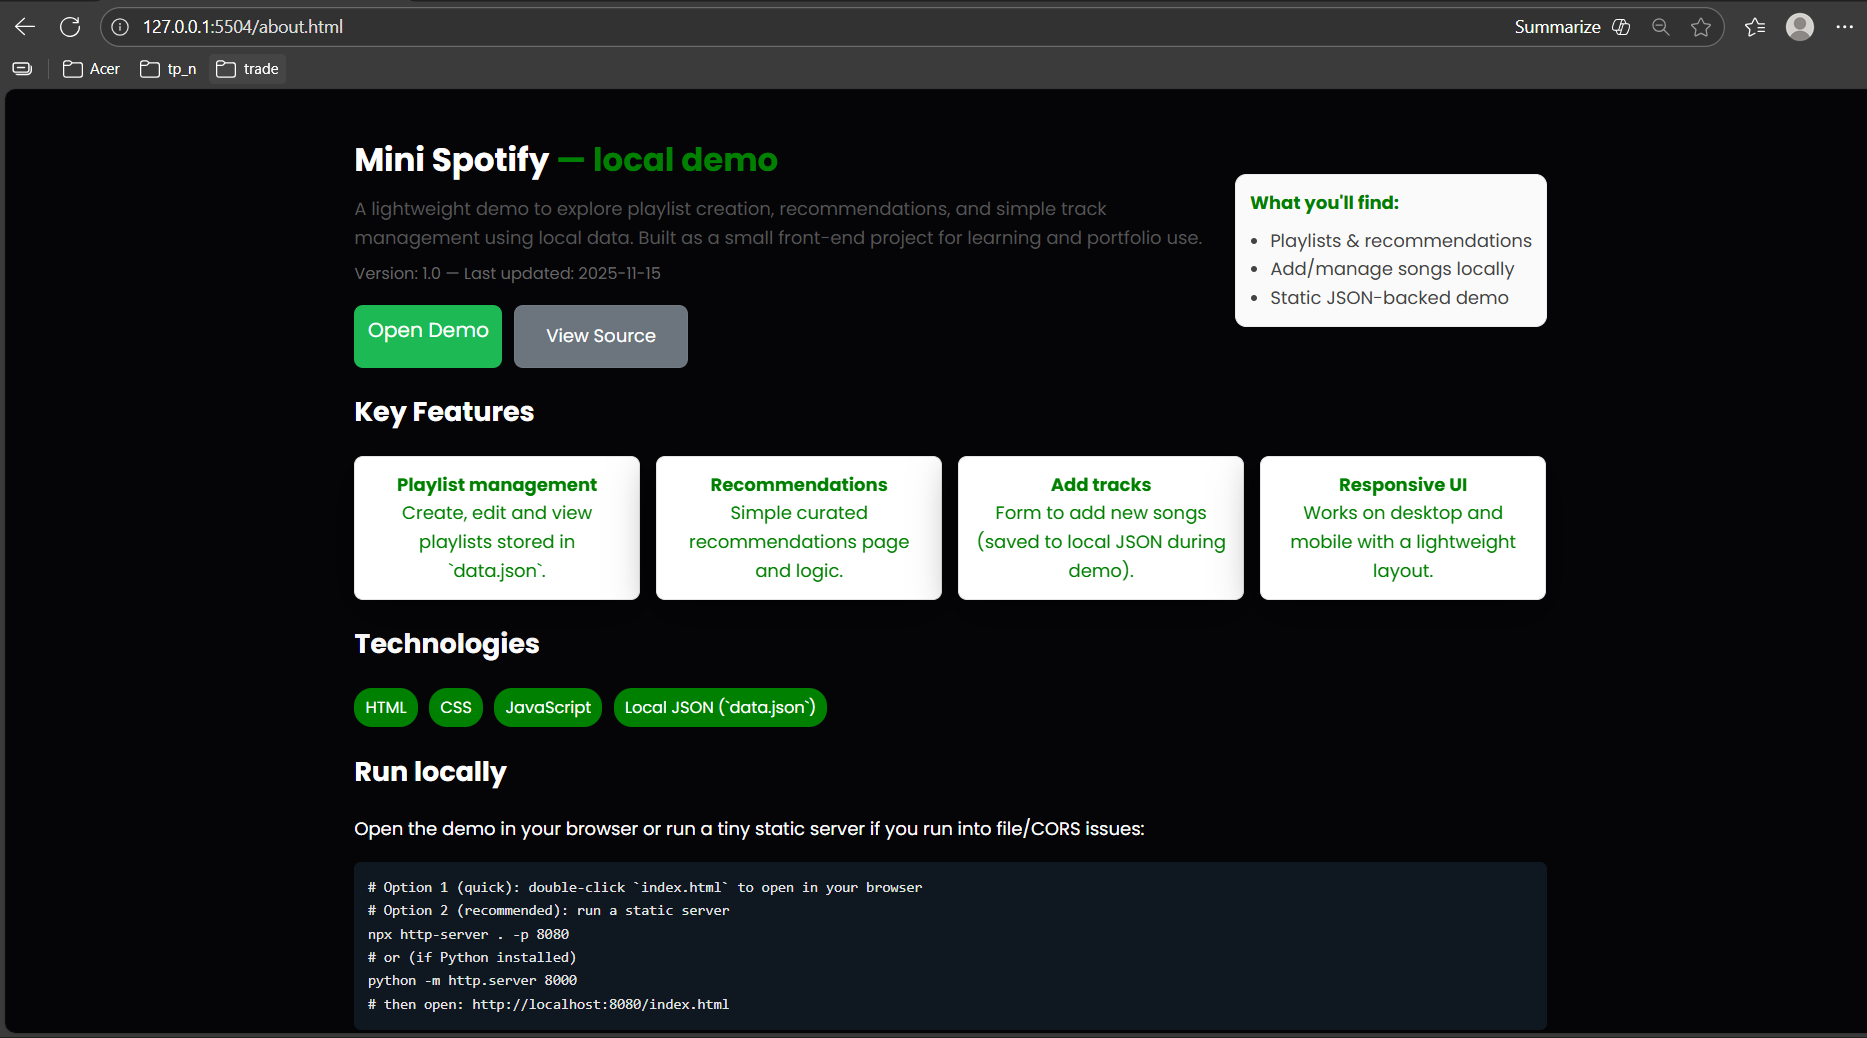 127.0.0.1:5504/about.html
Summarize
Acer
tp_n
trade
Mini Spotify — local demo
A lightweight demo to explore playlist creation, recommendations, and simple track
management using local data. Built as a small front-end project for learning and portfolio use.
Version: 1.0 — Last updated: 2025-11-15
Open Demo
View Source
What you'll find:
• Playlists & recommendations
• Add/manage songs locally
• Static JSON-backed demo
Key Features
Playlist management
Create, edit and view
playlists stored in
`data.json`.
Recommendations
Simple curated
recommendations page
and logic.
Add tracks
Form to add new songs
(saved to local JSON during
demo).
Responsive UI
Works on desktop and
mobile with a lightweight
layout.
Technologies
HTML
CSS
JavaScript
Local JSON (`data.json`)
Run locally
Open the demo in your browser or run a tiny static server if you run into file/CORS issues:
# Option 1 (quick): double-click `index.html` to open in your browser
# Option 2 (recommended): run a static server
npx http-server . -p 8080
# or (if Python installed)
python -m http.server 8000
# then open: http://localhost:8080/index.html